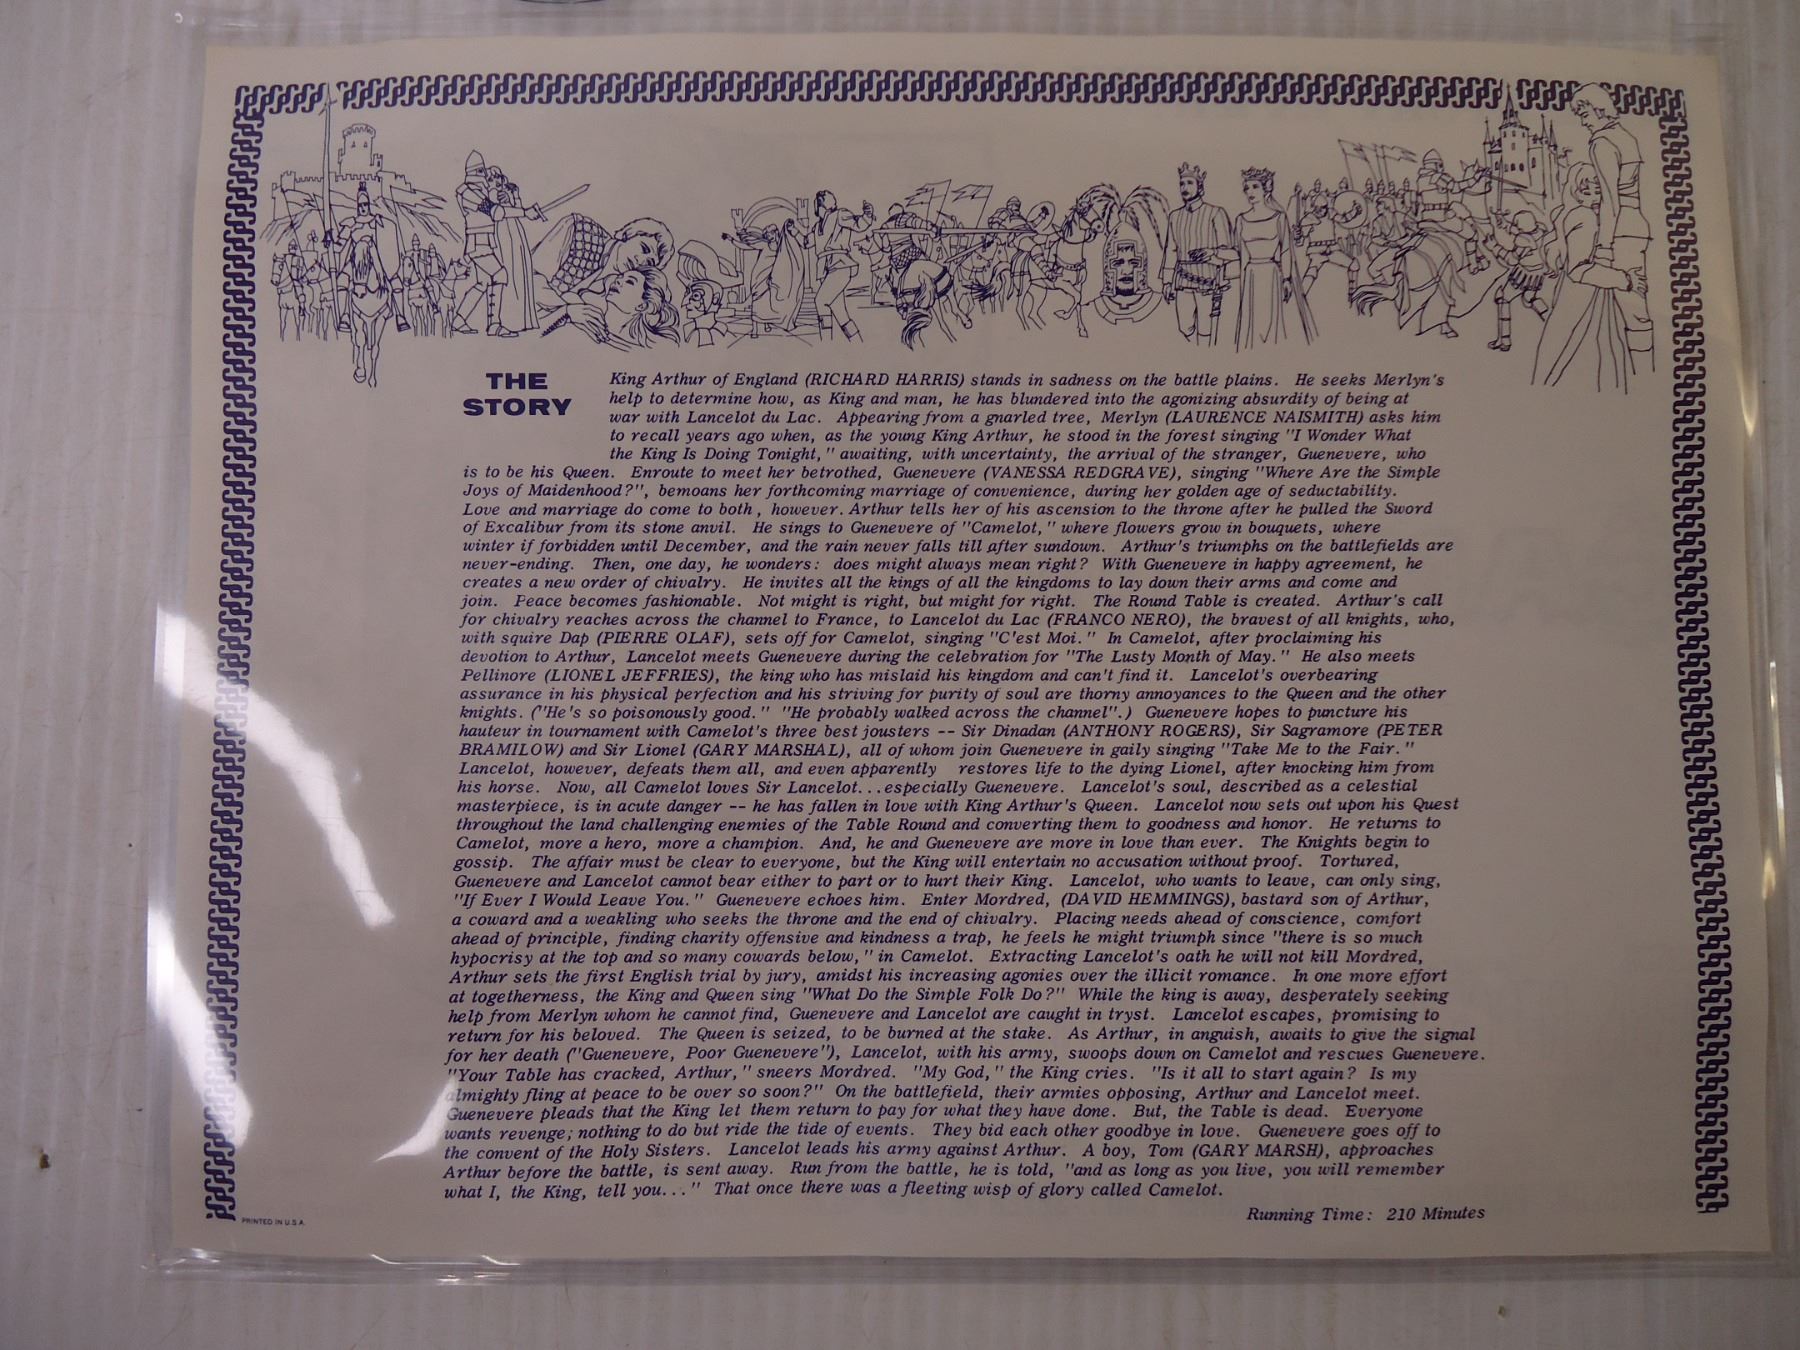 THE
STORY
King Arthur of England (RICHARD HARRIS) stands in sadness on the battle plains. He seeks Merlyn's
help to determine how, as King and man, he has blundered into the agonizing absurdity of being at
war with Lancelot du Lac. Appearing from a gnarled tree, Merlyn (LAURENCE NAISMITH) asks him
to recall years ago when, as the young King Arthur, he stood in the forest singing "I Wonder What
the King Is Doing Tonight," awaiting, with uncertainty, the arrival of the stranger, Guenevere, who
is to be his Queen. Enroute to meet her betrothed, Guenevere (VANESSA REDGRAVE), singing "Where Are the Simple
Joys of Maidenhood?", bemoans her forthcoming marriage of convenience, during her golden age of seductability.
Love and marriage do come to both, however. Arthur tells her of his ascension to the throne after he pulled the Sword
of Excalibur from its stone anvil. He sings to Guenevere of "Camelot," where flowers grow in bouquets, where
winter if forbidden until December, and the rain never falls till after sundown. Arthur's triumphs on the battlefields are
never-ending. Then, one day, he wonders: does might always mean right? With Guenevere in happy agreement, he
creates a new order of chivalry. He invites all the kings of all the kingdoms to lay down their arms and come and
join. Peace becomes fashionable. Not might is right, but might for right. The Round Table is created. Arthur's call
for chivalry reaches across the channel to France, to Lancelot du Lac (FRANCO NERO), the bravest of all knights, who,
with squire Dap (PIERRE OLAF), sets off for Camelot, singing "C'est Moi." In Camelot, after proclaiming his
devotion to Arthur, Lancelot meets Guenevere during the celebration for "The Lusty Month of May." He also meets
Pellinore (LIONEL JEFFRIES), the king who has mislaid his kingdom and can't find it. Lancelot's overbearing
assurance in his physical perfection and his striving for purity of soul are thorny annoyances to the Queen and the other
knights. ("He's so poisonously good." "He probably walked across the channel".) Guenevere hopes to puncture his
hauteur in tournament with Camelot's three best jousters -- Sir Dinadan (ANTHONY ROGERS), Sir Sagramore (PETER
BRAMILOW) and Sir Lionel (GARY MARSHAL), all of whom join Guenevere in gaily singing "Take Me to the Fair."
Lancelot, however, defeats them all, and even apparently restores life to the dying Lionel, after knocking him from
his horse. Now, all Camelot loves Sir Lancelot...especially Guenevere. Lancelot's soul, described as a celestial
masterpiece, is in acute danger -- he has fallen in love with King Arthur's Queen. Lancelot now sets out upon his Quest
throughout the land challenging enemies of the Table Round and converting them to goodness and honor. He returns to
Camelot, more a hero, more a champion. And, he and Guenevere are more in love than ever. The Knights begin to
gossip. The affair must be clear to everyone, but the King will entertain no accusation without proof. Tortured,
Guenevere and Lancelot cannot bear either to part or to hurt their King. Lancelot, who wants to leave, can only sing,
"If Ever I Would Leave You." Guenevere echoes him. Enter Mordred, (DAVID HEMMINGS), bastard son of Arthur,
a coward and a weakling who seeks the throne and the end of chivalry. Placing needs ahead of conscience, comfort
ahead of principle, finding charity offensive and kindness a trap, he feels he might triumph since "there is so much
hypocrisy at the top and so many cowards below," in Camelot. Extracting Lancelot's oath he will not kill Mordred,
Arthur sets the first English trial by jury, amidst his increasing agonies over the illicit romance. In one more effort
at togetherness, the King and Queen sing "What Do the Simple Folk Do?" While the king is away, desperately seeking
help from Merlyn whom he cannot find, Guenevere and Lancelot are caught in tryst. Lancelot escapes, promising to
return for his beloved. The Queen is seized, to be burned at the stake. As Arthur, in anguish, awaits to give the signal
for her death ("Guenevere, Poor Guenevere"), Lancelot, with his army, swoops down on Camelot and rescues Guenevere.
"Your Table has cracked, Arthur," sneers Mordred. "My God," the King cries. "Is it all to start again? Is my
almighty fling at peace to be over so soon?" On the battlefield, their armies opposing, Arthur and Lancelot meet.
Guenevere pleads that the King let them return to pay for what they have done. But, the Table is dead. Everyone
wants revenge; nothing to do but ride the tide of events. They bid each other goodbye in love. Guenevere goes off to
the convent of the Holy Sisters. Lancelot leads his army against Arthur. A boy, Tom (GARY MARSH), approaches
Arthur before the battle, is sent away. Run from the battle, he is told, "and as long as you live, you will remember
what I, the King, tell you..." That once there was a fleeting wisp of glory called Camelot.
Running Time: 210 Minutes
PRINTED IN U.S.A.